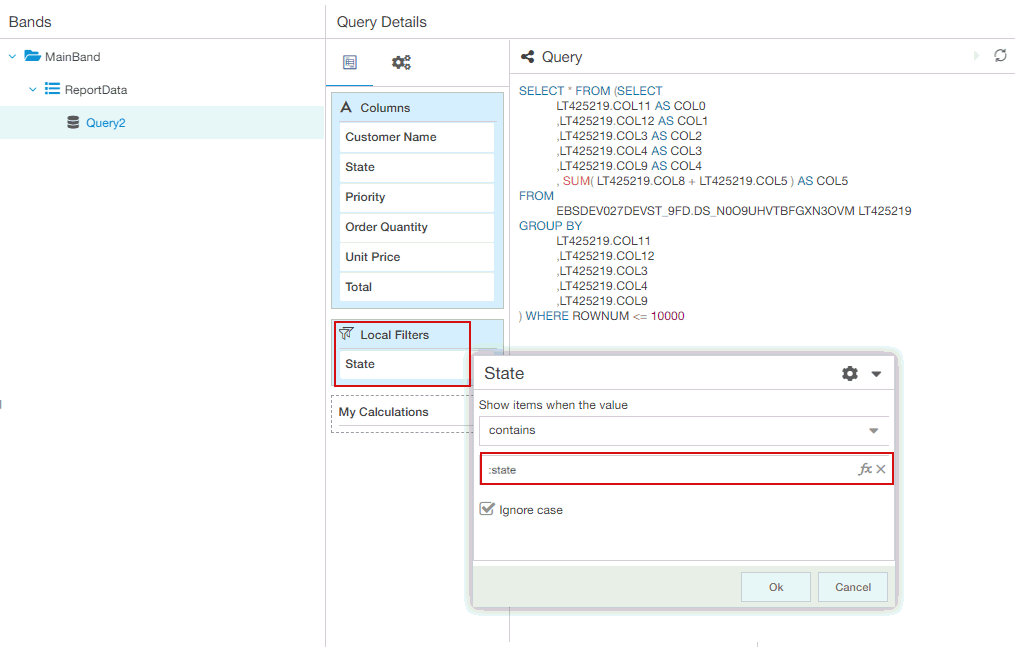 Bands
MainBand
ReportData
Query2
Query Details
Columns
Customer Name
State
Priority
Order Quantity
Unit Price
Total
Local Filters
State
My Calculations
Query
SELECT * FROM (SELECT
LT425219.COL11 AS COL0
,LT425219.COL12 AS COL1
,LT425219.COL3 AS COL2
,LT425219.COL4 AS COL3
,LT425219.COL9 AS COL4
, SUM( LT425219.COL8 + LT425219.COL5 ) AS COL5
FROM
EBSDEV027DEVST_9FD.DS_N0O9UHVTBFGXN3OVM LT425219
GROUP BY
LT425219.COL11
,LT425219.COL12
,LT425219.COL3
,LT425219.COL4
,LT425219.COL9
) WHERE ROWNUM <= 10000
State
Show items when the value
contains
:state fx
Ignore case
Ok Cancel